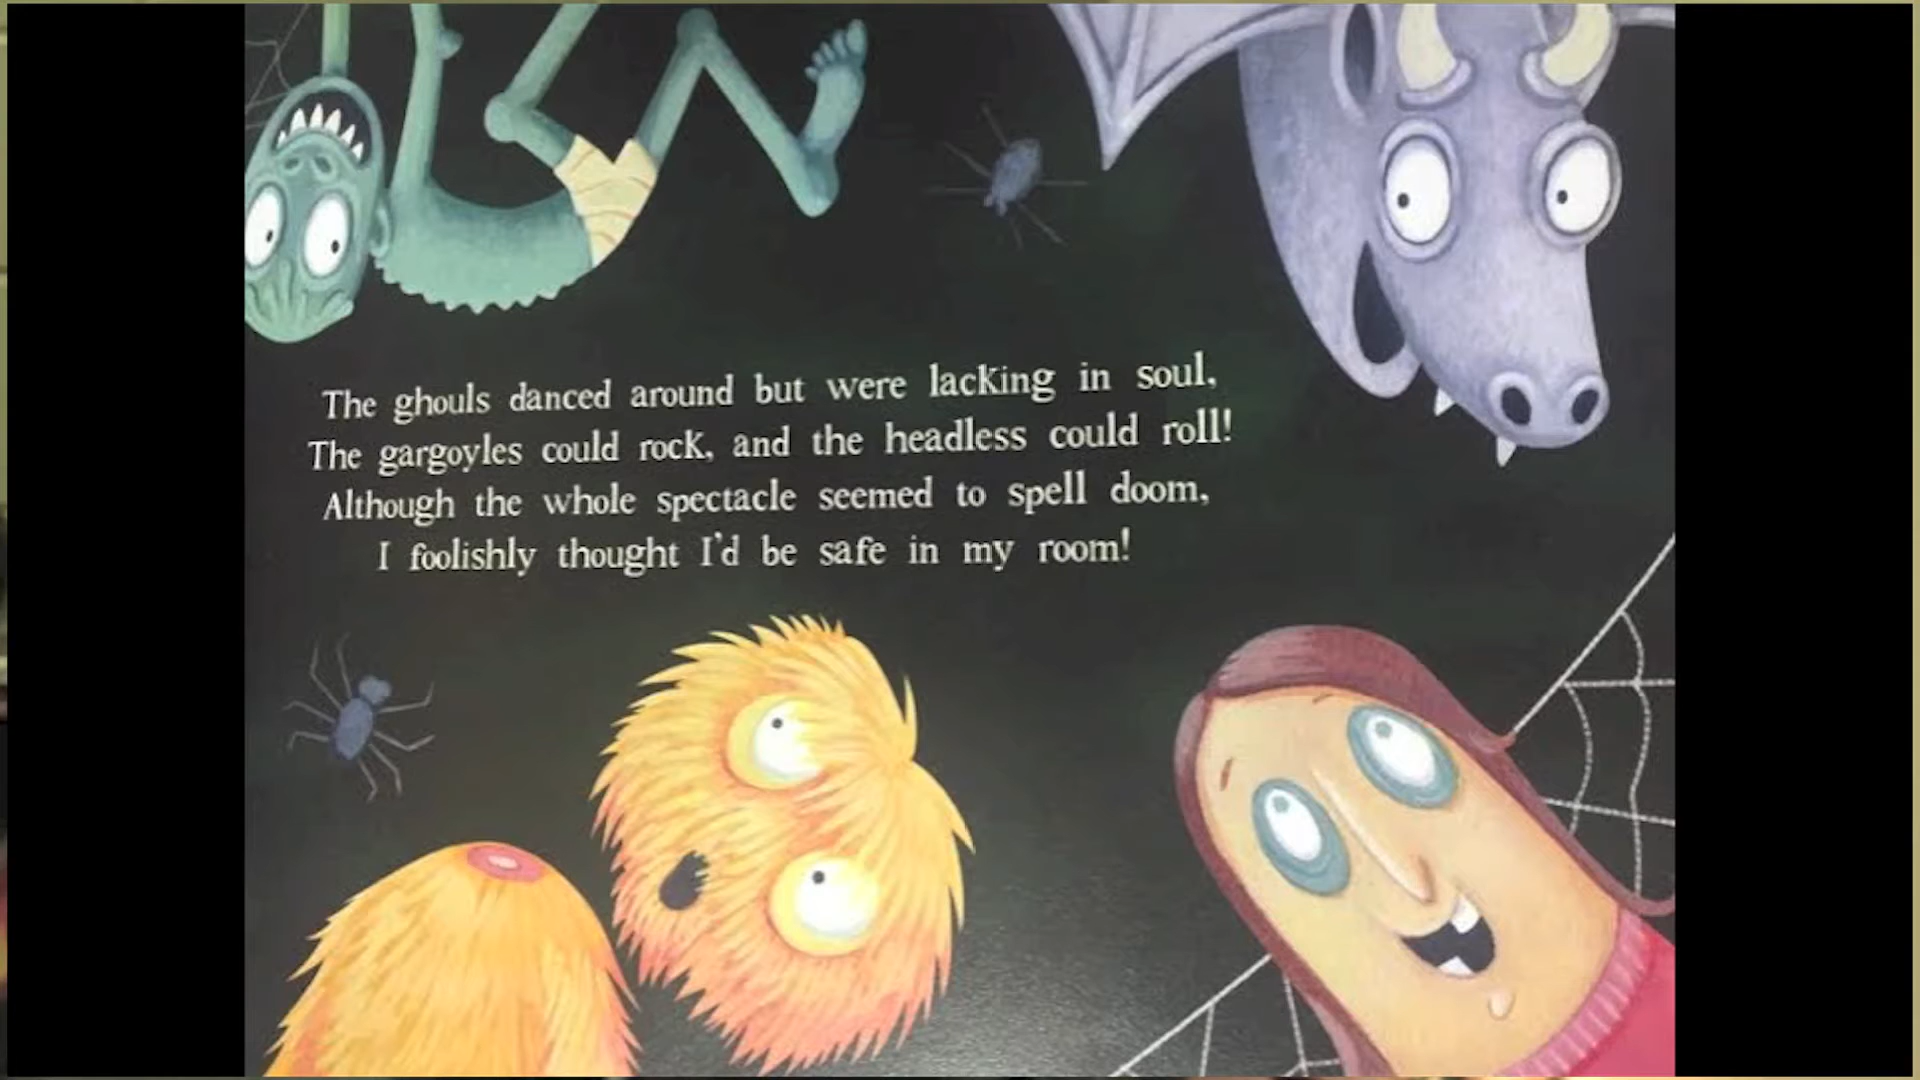 The ghouls danced around but were lacking in soul,
The gargoyles could rock, and the headless could roll!
Although the whole spectacle seemed to spell doom,
I foolishly thought I'd be safe in my room!